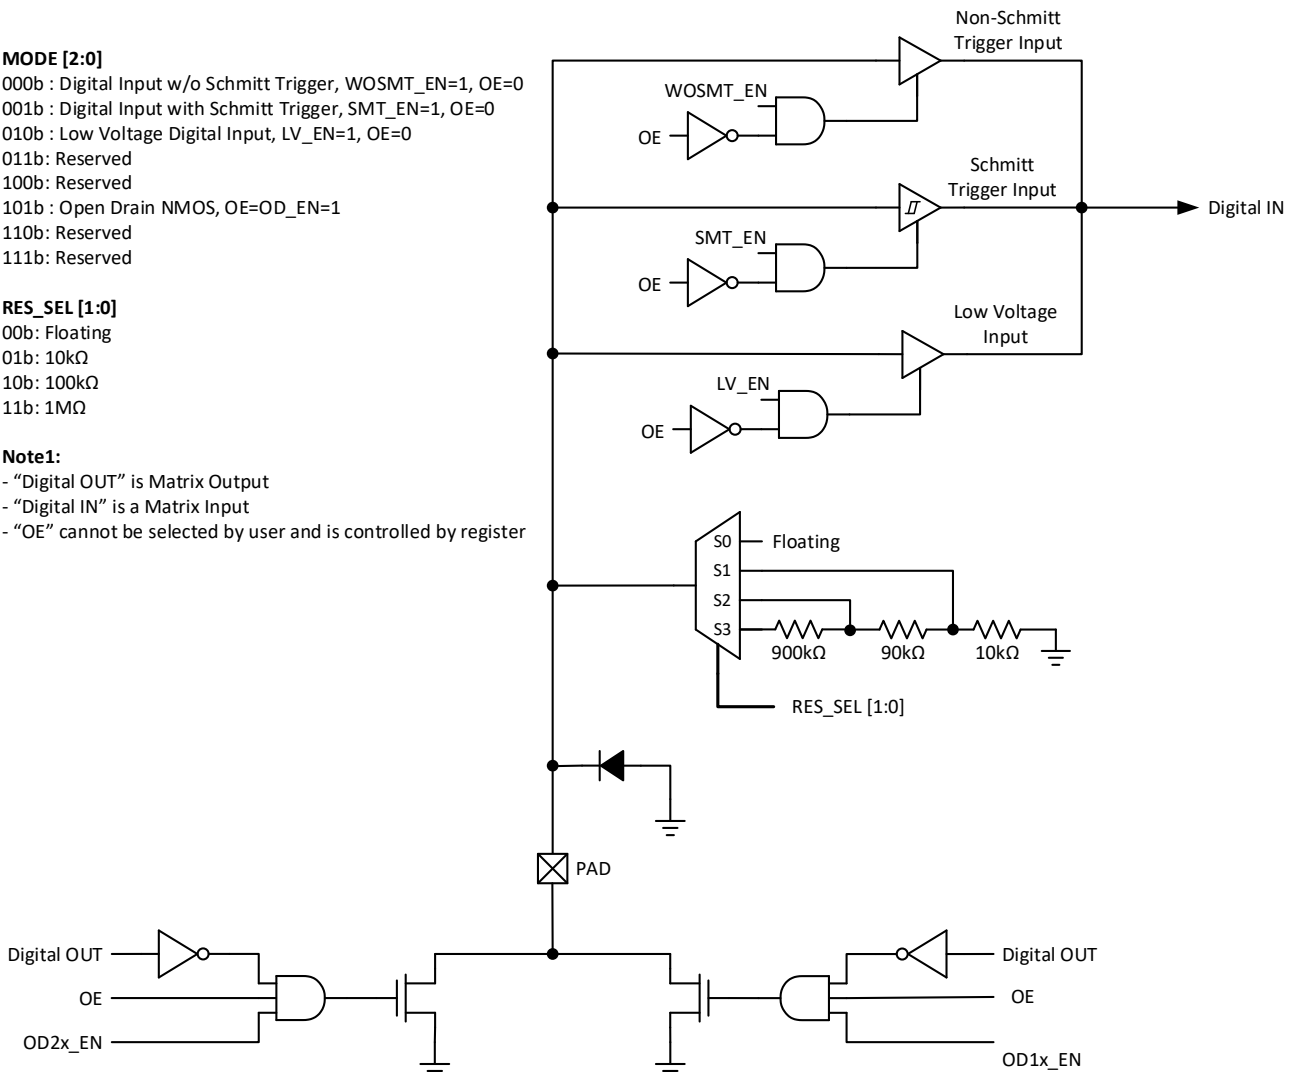 MODE [2:0]
000b : Digital Input w/o Schmitt Trigger, WOSMT_EN=1, OE=0
001b : Digital Input with Schmitt Trigger, SMT_EN=1, OE=0
010b : Low Voltage Digital Input, LV_EN=1, OE=0
011b: Reserved
100b: Reserved
101b : Open Drain NMOS, OE=OD_EN=1
110b: Reserved
111b: Reserved
RES_SEL [1:0]
00b: Floating
01b: 10kΩ
10b: 100kΩ
11b: 1MΩ
Note1:
- “Digital OUT” is Matrix Output
- “Digital IN” is a Matrix Input
- “OE” cannot be selected by user and is controlled by register
Non-Schmitt
Trigger Input
WOSMT_EN
OE
Schmitt
Trigger Input
Digital IN
SMT_EN
OE
Low Voltage
Input
LV_EN
OE
S0
Floating
S1
S2
S3
900kΩ
90kΩ
10kΩ
RES_SEL [1:0]
PAD
Digital OUT
OE
OD2x_EN
Digital OUT
OE
OD1x_EN